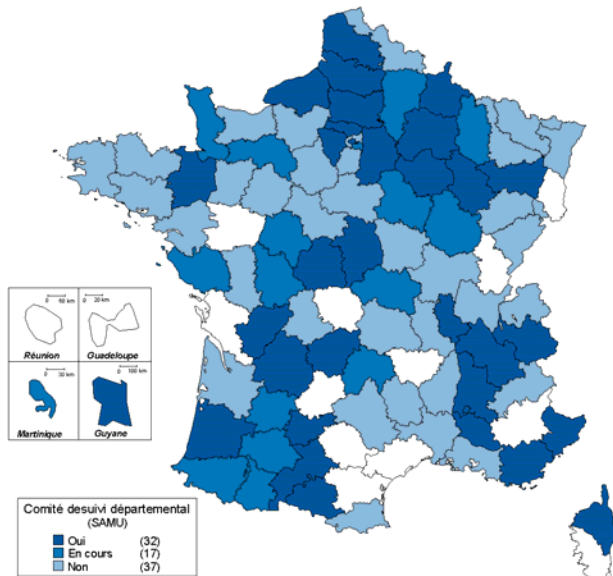 0 60 km
0 20 km
Réunion
Guadeloupe
0 30 km
0 100 km
Martinique
Guyane
Comité desuivi départemental
(SAMU)
Oui (32)
En cours (17)
Non (37)